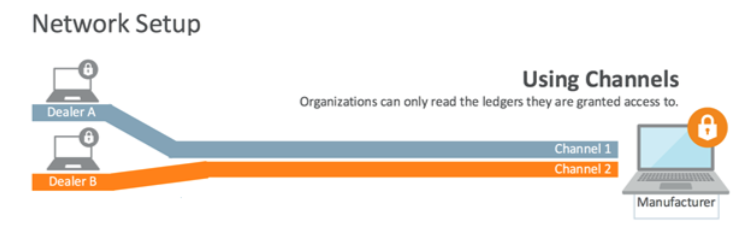 Network Setup
Using Channels
Organizations can only read the ledgers they are granted access to.
Dealer A
Channel 1
Channel 2
Dealer B
Manufacturer